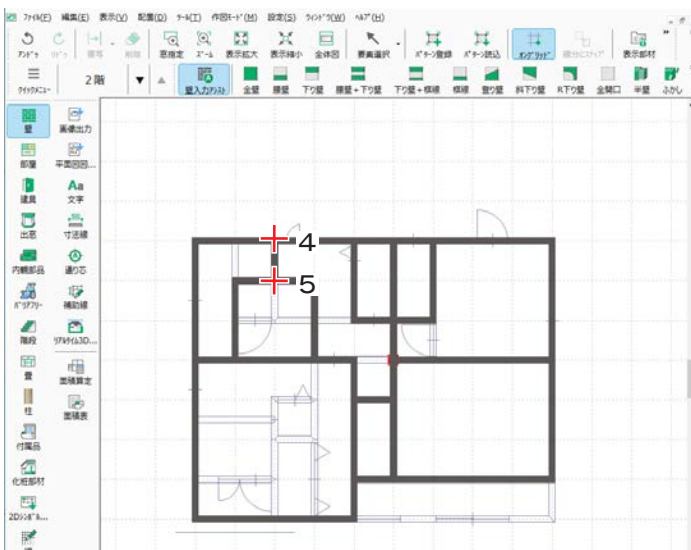 ファイル(F) 編集(E) 表示(V) 配置(D) ツール(T) 作図モード(M) 設定(S) ウィンドウ(W) ヘルプ(H)
アンドゥ リドゥ 複写 削除 窓指定 ズーム 表示拡大 表示縮小 全体図 要素選択 パターン登録 パターン読込 オングリッド 表示部材
クイックメニュー 2階 壁入力アシスト 全壁 腰壁 下り壁 腰壁+下り壁 下り壁+框線 框線 登り壁 斜下り壁 R下り壁 全開口 半壁 ふかし
壁 画像出力
部屋 平面図図...
建具 文字
出窓 寸法線
内観部品 通り芯
バリアフリー 補助線
階段 リアルタイム3D...
畳 面積算定
柱 面積表
付属品
化粧部材
2Dシンボル...
4
5